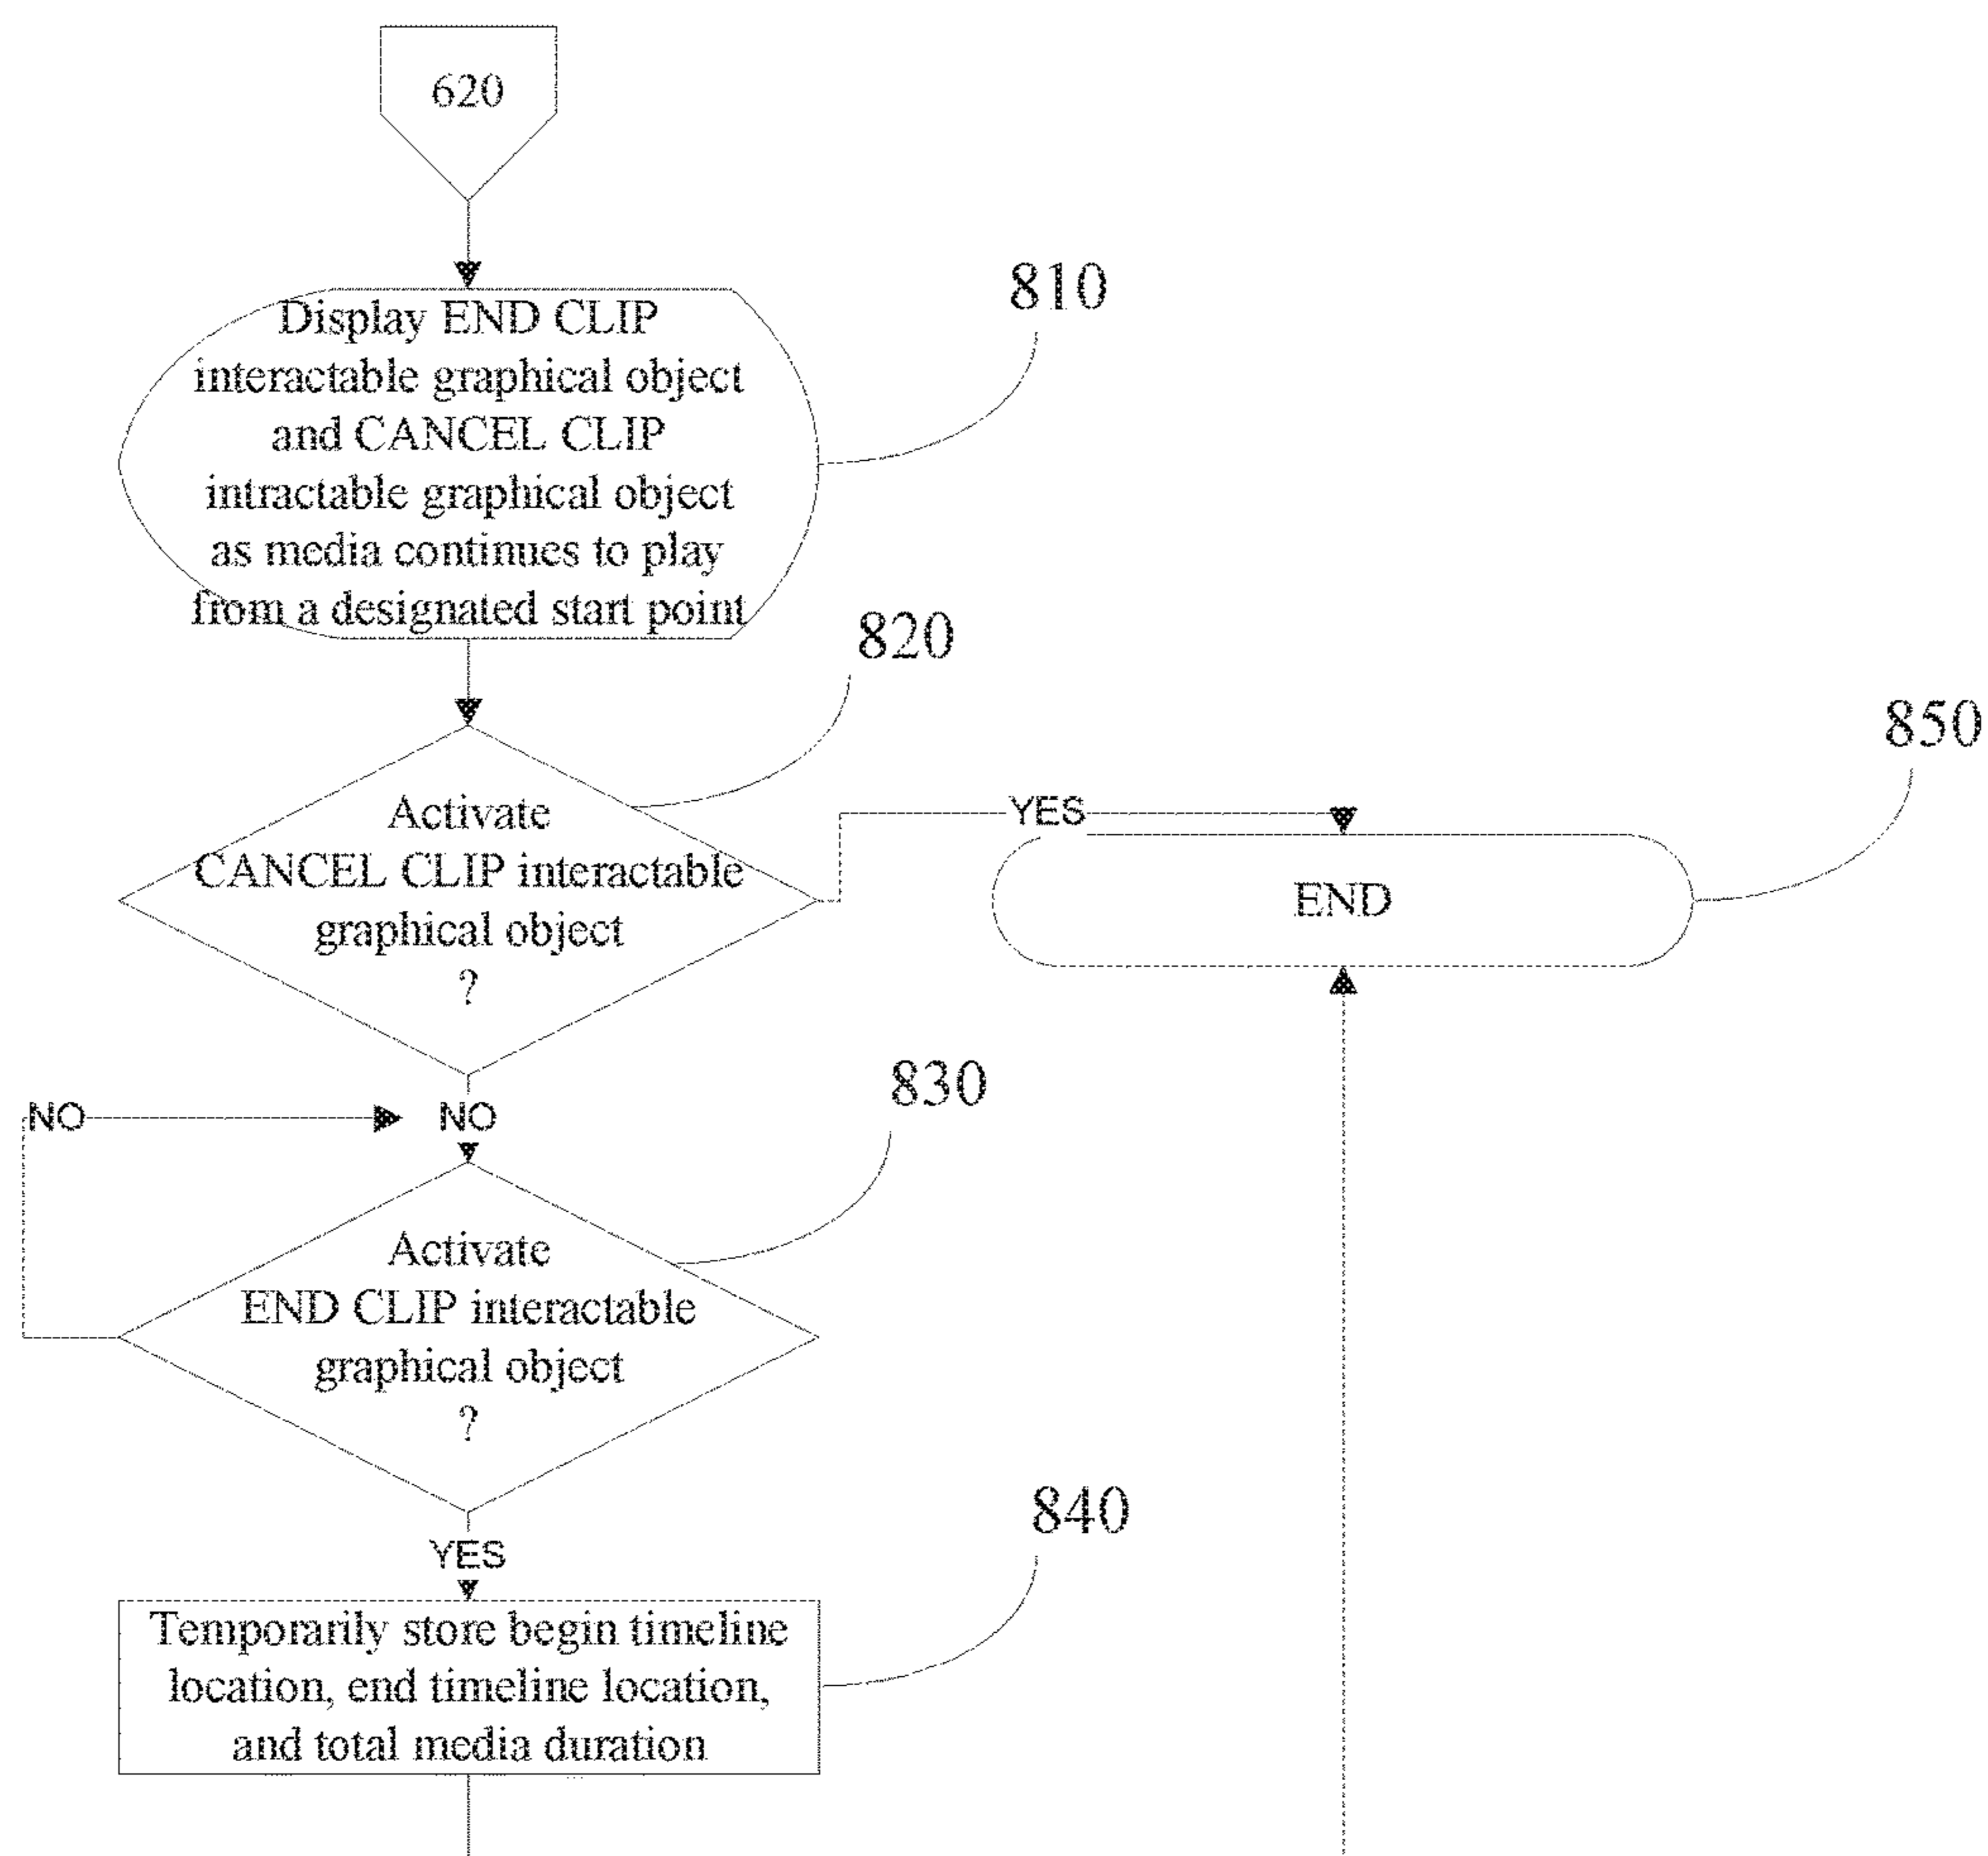 620
810
Display END CLIP
interactable graphical object
and CANCEL CLIP
intractable graphical object
as media continues to play
from a designated start point
820
850
Activate
CANCEL CLIP interactable
graphical object
?
YES
END
NO
NO
830
Activate
END CLIP interactable
graphical object
?
YES
840
Temporarily store begin timeline
location, end timeline location,
and total media duration